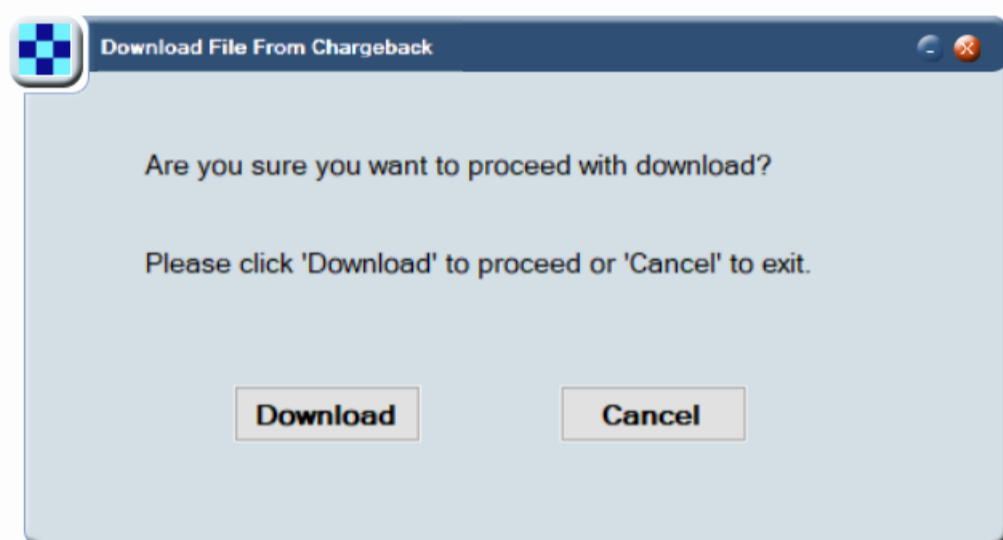 Download File From Chargeback
Are you sure you want to proceed with download?
Please click 'Download' to proceed or 'Cancel' to exit.
Download
Cancel